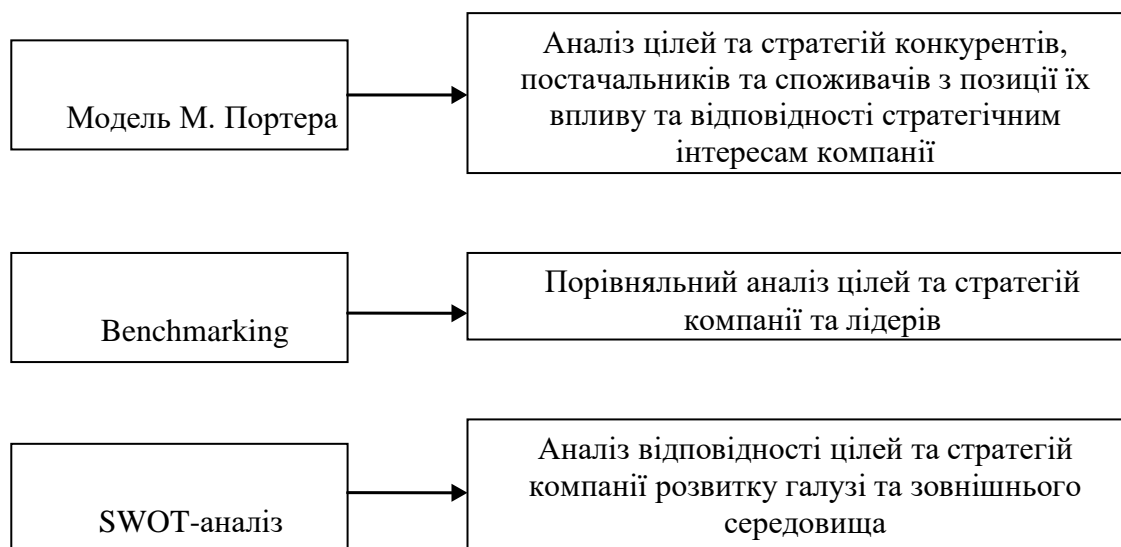 Модель М. Портера
Аналіз цілей та стратегій конкурентів,
постачальників та споживачів з позиції їх
впливу та відповідності стратегічним
інтересам компанії
Benchmarking
Порівняльний аналіз цілей та стратегій
компанії та лідерів
SWOT-аналіз
Аналіз відповідності цілей та стратегій
компанії розвитку галузі та зовнішнього
середовища